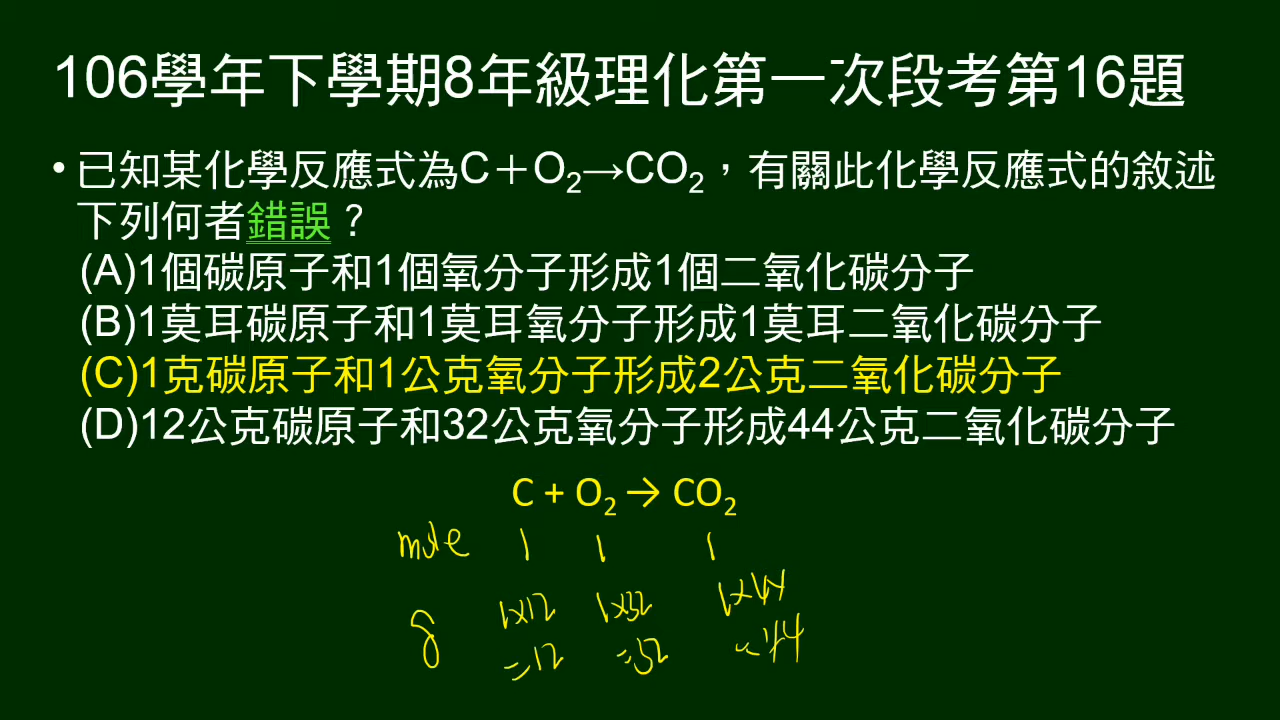 106學年下學期8年級理化第一次段考第16題
• 已知某化學反應式為C＋O₂→CO₂，有關此化學反應式的敘述
下列何者錯誤？
(A)1個碳原子和1個氧分子形成1個二氧化碳分子
(B)1莫耳碳原子和1莫耳氧分子形成1莫耳二氧化碳分子
(C)1克碳原子和1公克氧分子形成2公克二氧化碳分子
(D)12公克碳原子和32公克氧分子形成44公克二氧化碳分子
C + O₂ → CO₂
mole 1 1 1
g 1×12 1×32 1×44
=12 =32 =44